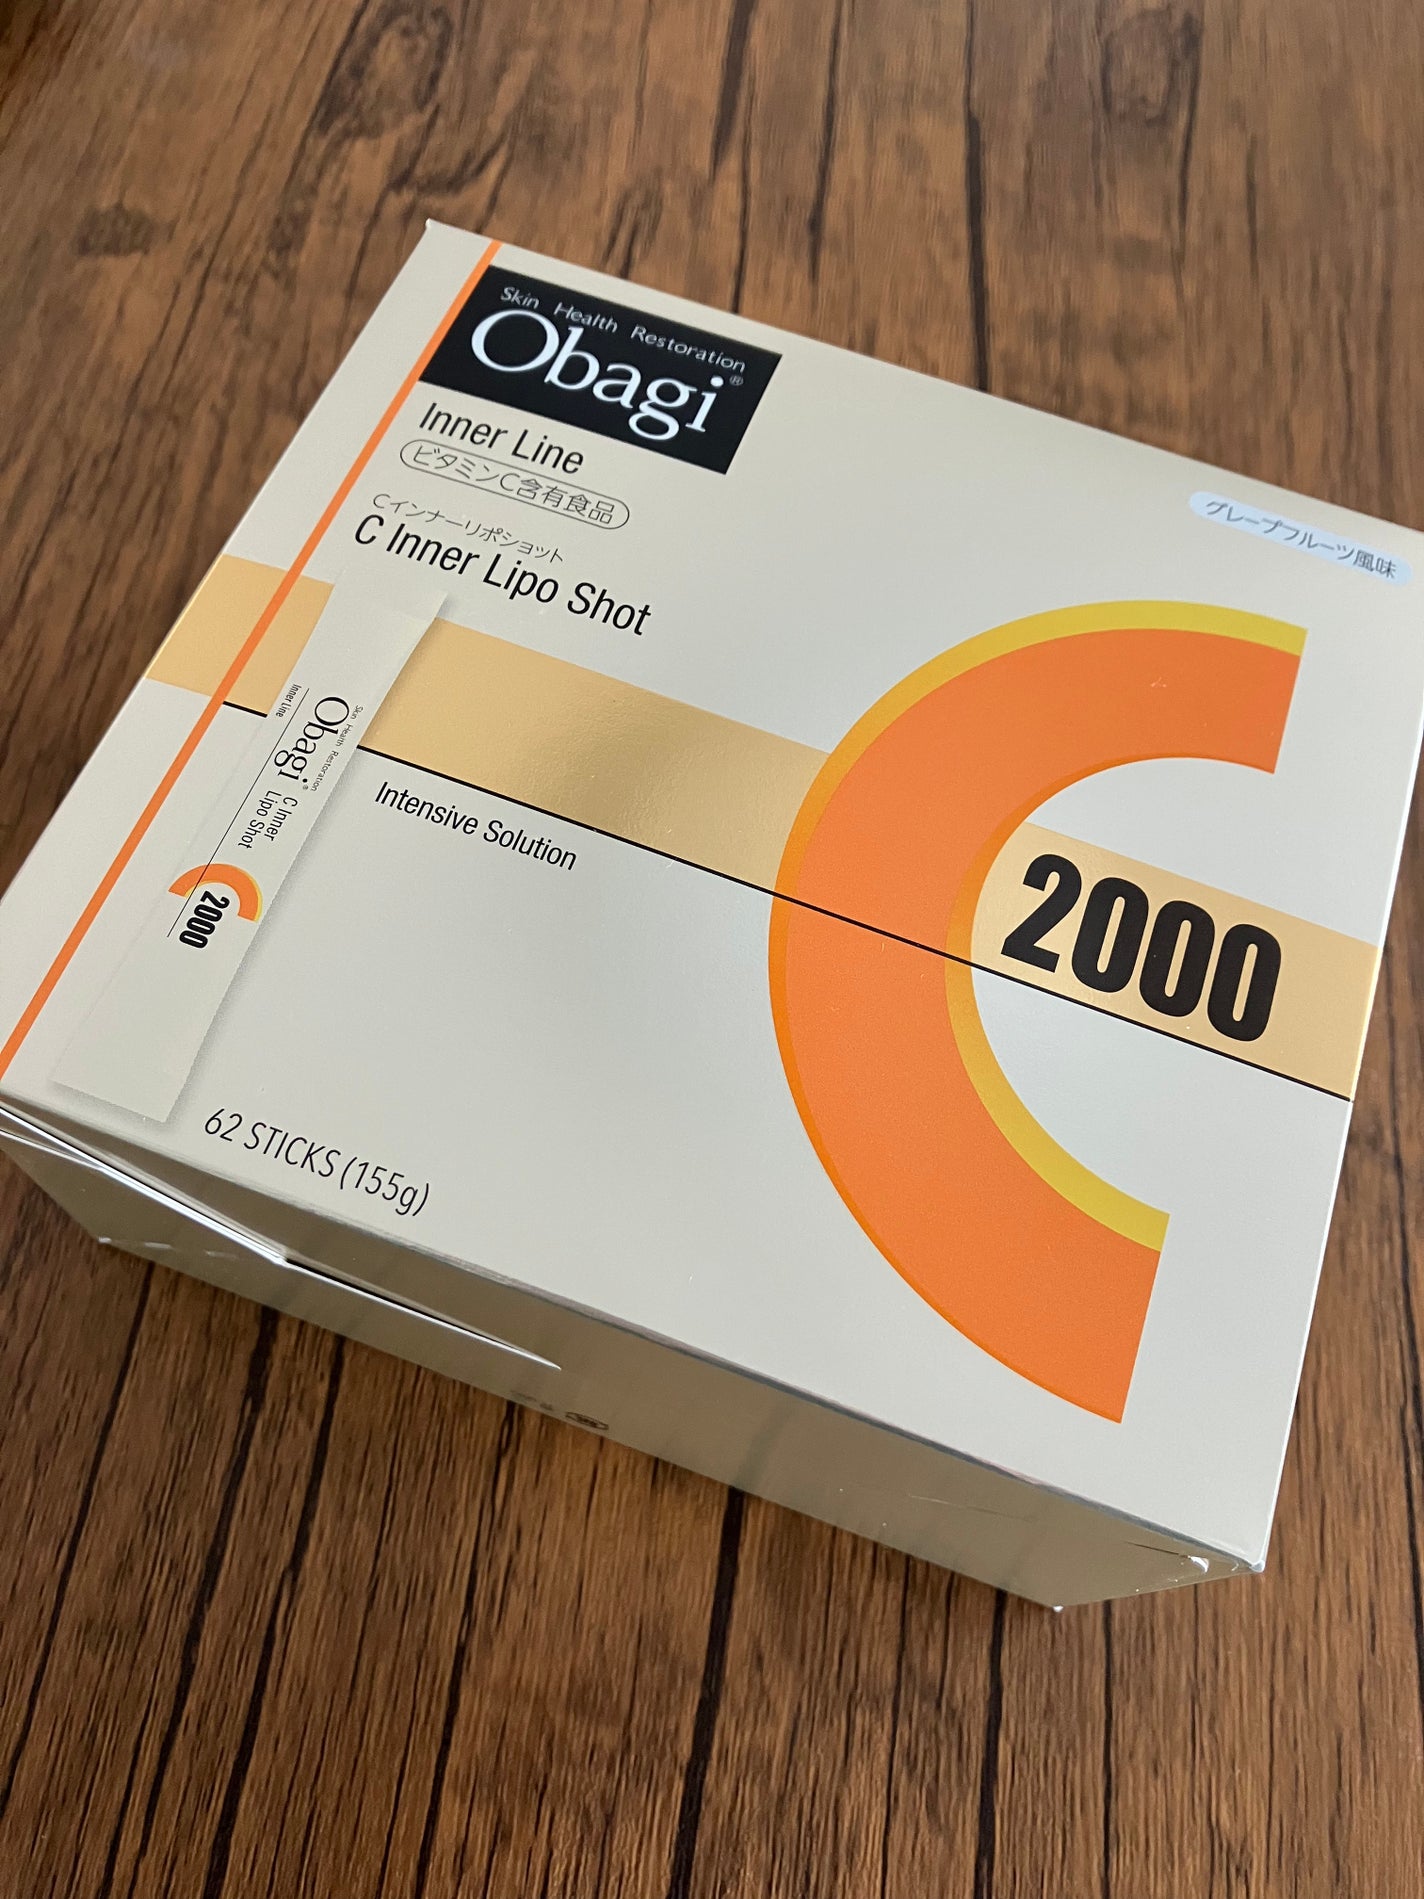 Skin Health Restoration
Obagi®
Inner Line
ビタミンC含有食品
Cインナーリポショット
C Inner Lipo Shot
グレープフルーツ風味
Inner Line
Skin Health Restoration
Obagi®
C Inner
Lipo Shot
2000
Intensive Solution
2000
62 STICKS (155g)